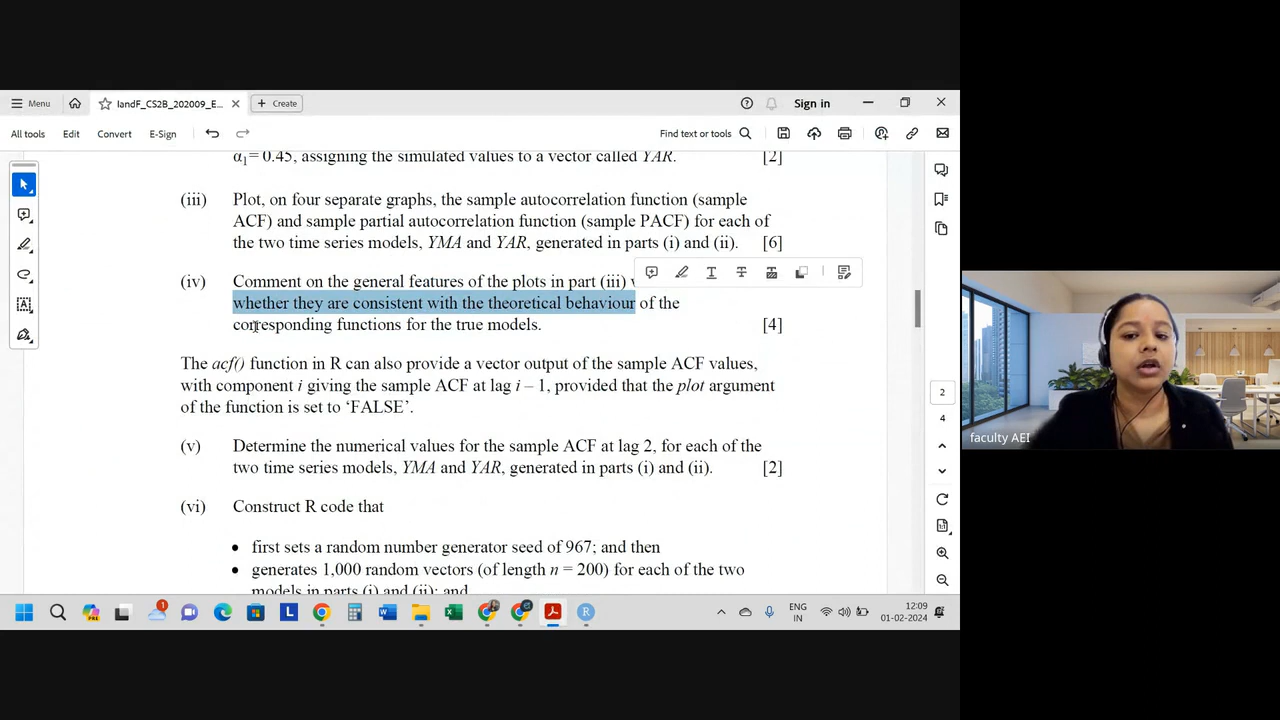 Menu
IandF_CS2B_202009_E...
Create
Sign in
All tools
Edit
Convert
E-Sign
Find text or tools
α1= 0.45, assigning the simulated values to a vector called YAR. [2]
(iii) Plot, on four separate graphs, the sample autocorrelation function (sample
ACF) and sample partial autocorrelation function (sample PACF) for each of
the two time series models, YMA and YAR, generated in parts (i) and (ii). [6]
(iv) Comment on the general features of the plots in part (iii)
whether they are consistent with the theoretical behaviour of the
corresponding functions for the true models. [4]
The acf() function in R can also provide a vector output of the sample ACF values,
with component i giving the sample ACF at lag i – 1, provided that the plot argument
of the function is set to ‘FALSE’.
(v) Determine the numerical values for the sample ACF at lag 2, for each of the
two time series models, YMA and YAR, generated in parts (i) and (ii). [2]
(vi) Construct R code that
• first sets a random number generator seed of 967; and then
• generates 1,000 random vectors (of length n = 200) for each of the two
models in parts (i) and (ii); and
2
4
faculty AEI
ENG
IN
12:09
01-02-2024